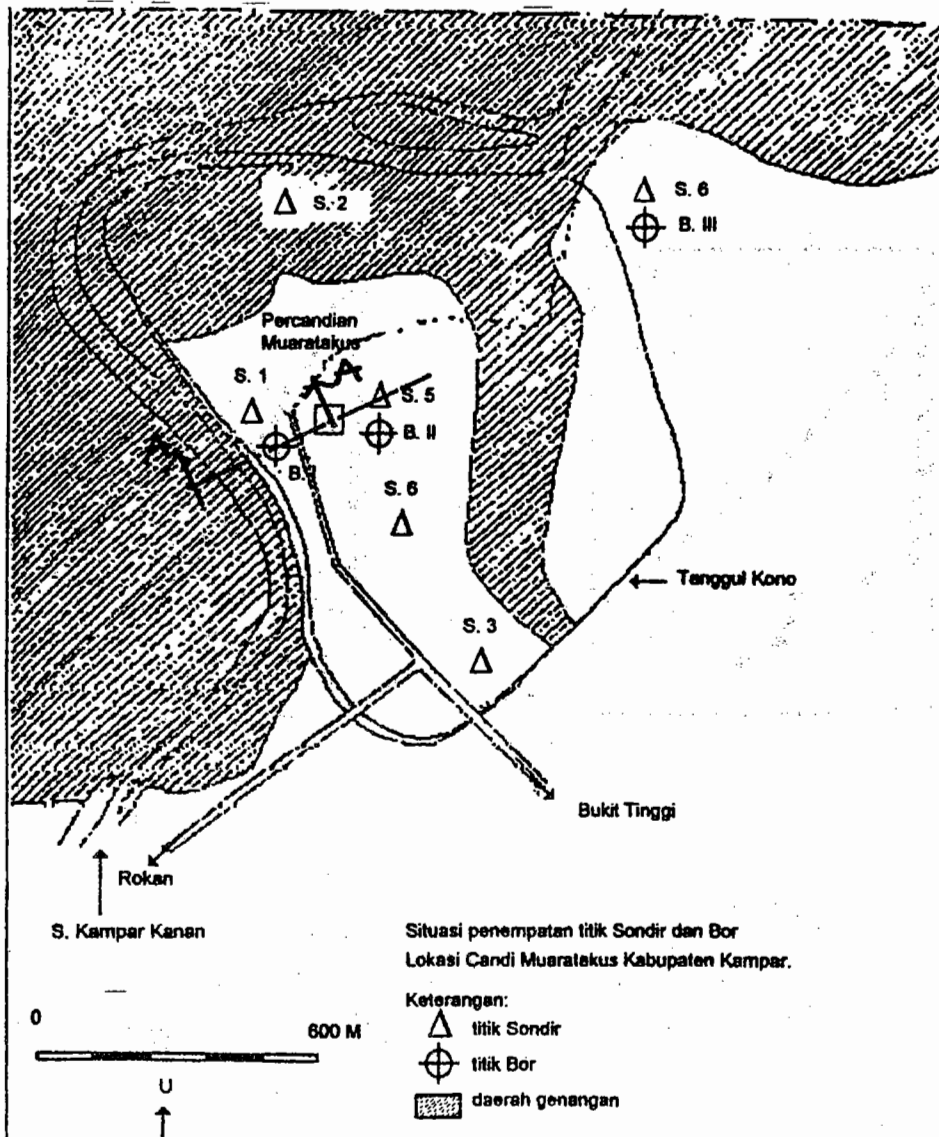 S. 2
S. 6
B. III
Percandian
Muaratakus
S. 1
S. 5
B. II
B. I
S. 6
Tanggul Kono
S. 3
Bukit Tinggi
Rokan
S. Kampar Kanan
Situasi penempatan titik Sondir dan Bor
Lokasi Candi Muaratakus Kabupaten Kampar.
Keterangan:
titik Sondir
titik Bor
daerah genangan
0
600 M
U